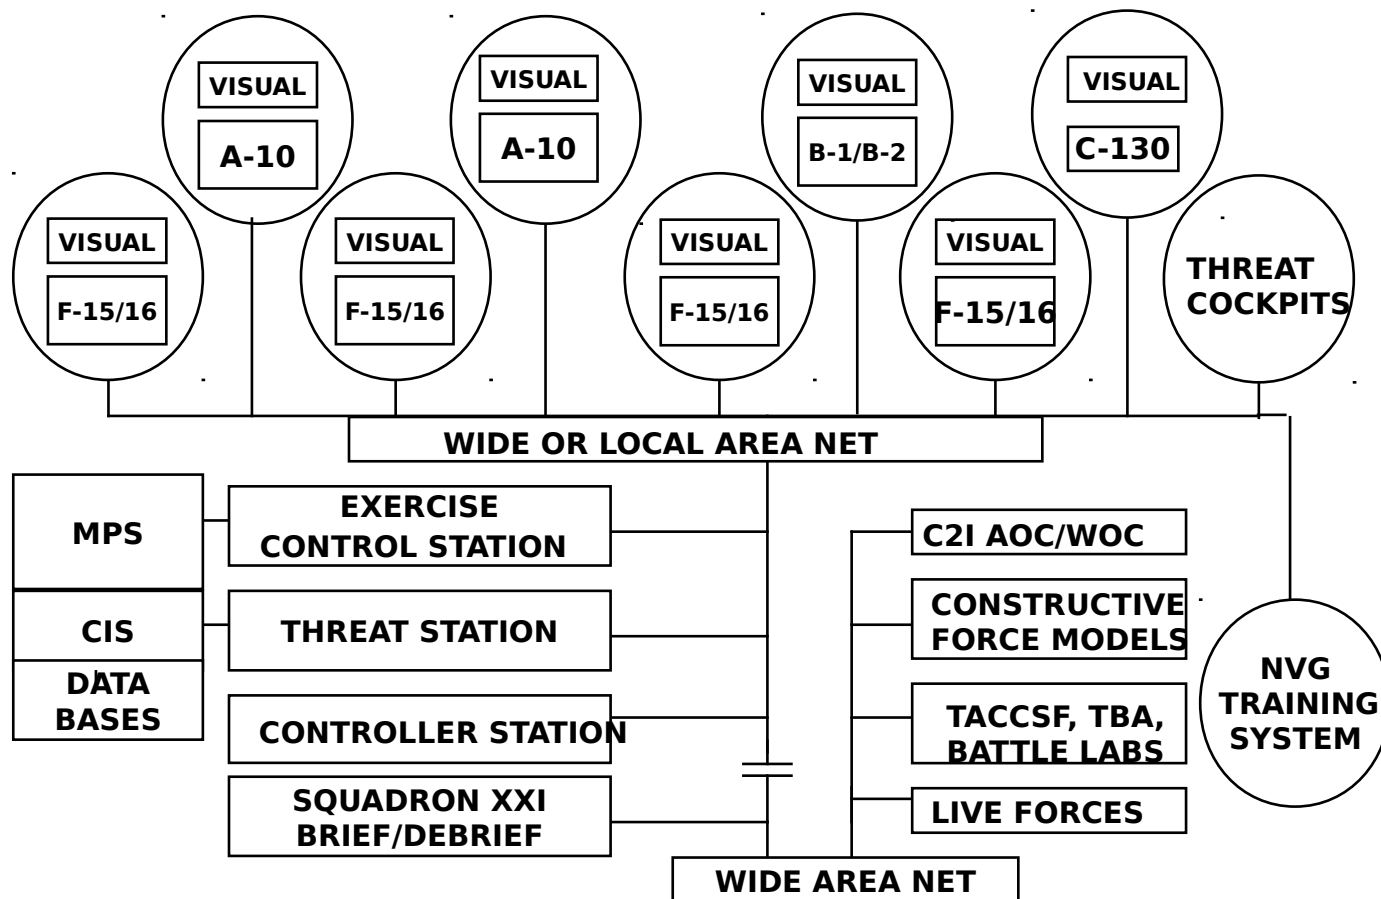 VISUAL
A-10
VISUAL
A-10
VISUAL
B-1/B-2
VISUAL
C-130
VISUAL
F-15/16
VISUAL
F-15/16
VISUAL
F-15/16
VISUAL
F-15/16
THREAT
COCKPITS
WIDE OR LOCAL AREA NET
MPS
CIS
DATA
BASES
EXERCISE
CONTROL STATION
THREAT STATION
CONTROLLER STATION
SQUADRON XXI
BRIEF/DEBRIEF
C2I AOC/WOC
CONSTRUCTIVE
FORCE MODELS
TACCSF, TBA,
BATTLE LABS
LIVE FORCES
NVG
TRAINING
SYSTEM
WIDE AREA NET